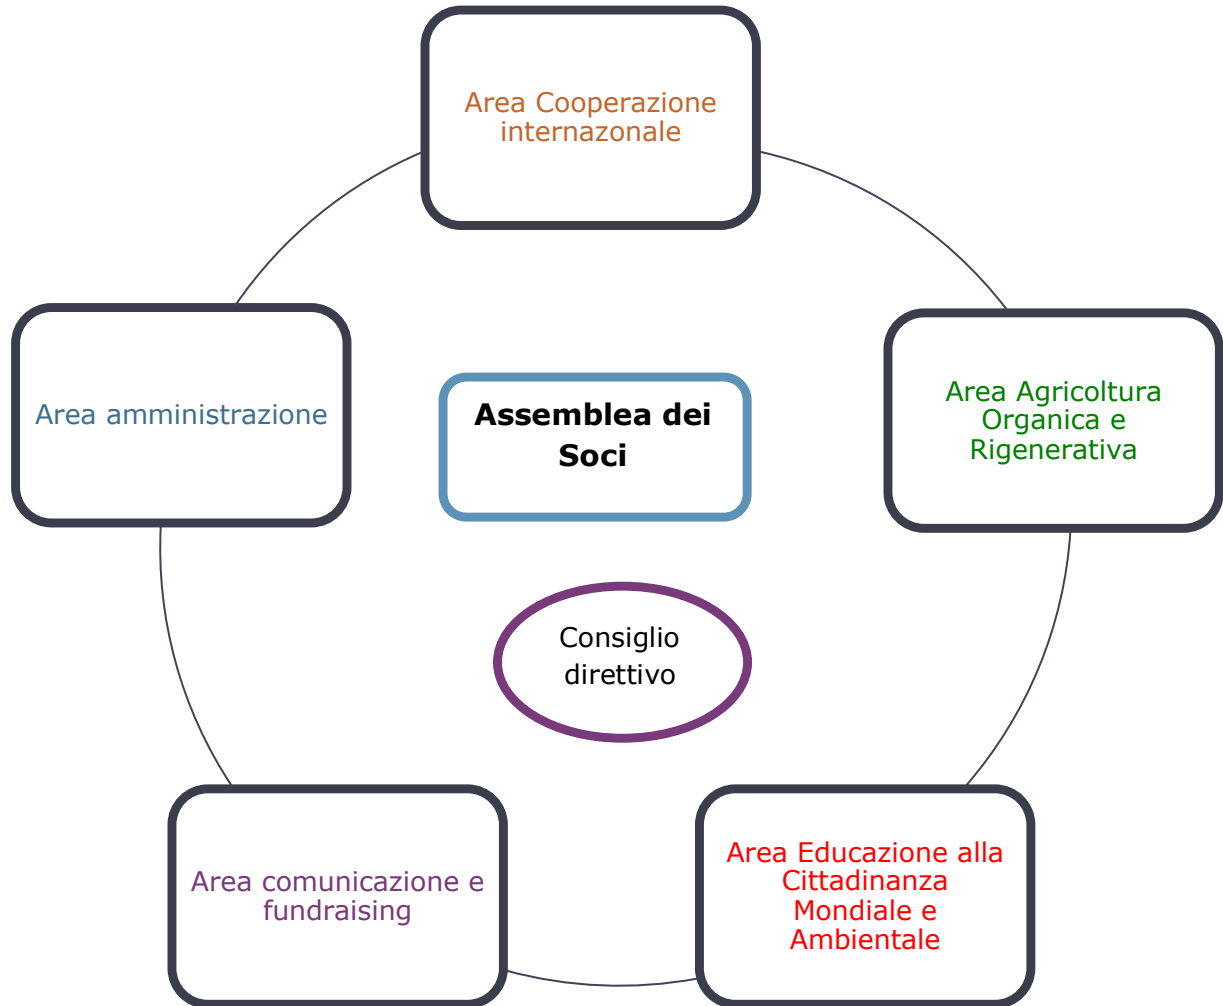 Area Cooperazione
internazonale
Area amministrazione
Assemblea dei
Soci
Area Agricoltura
Organica e
Rigenerativa
Consiglio
direttivo
Area comunicazione e
fundraising
Area Educazione alla
Cittadinanza
Mondiale e
Ambientale